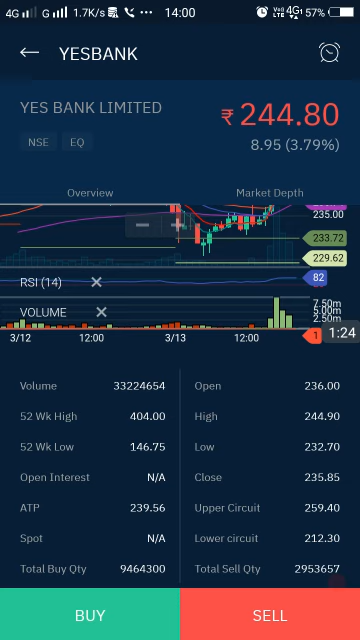 4G G 1.7K/s ... VoLTE 4G 57% 14:00
YESBANK
YES BANK LIMITED
₹ 244.80
NSE EQ
8.95 (3.79%)
Overview Market Depth
235.00
233.72
229.62
RSI (14)
82
VOLUME
7.50m
5.00m
2.50m
1
1:24
3/12 12:00 3/13 12:00
Volume 33224654
Open 236.00
52 Wk High 404.00
High 244.90
52 Wk Low 146.75
Low 232.70
Open Interest N/A
Close 235.85
ATP 239.56
Upper Circuit 259.40
Spot N/A
Lower circuit 212.30
Total Buy Qty 9464300
Total Sell Qty 2953657
BUY SELL